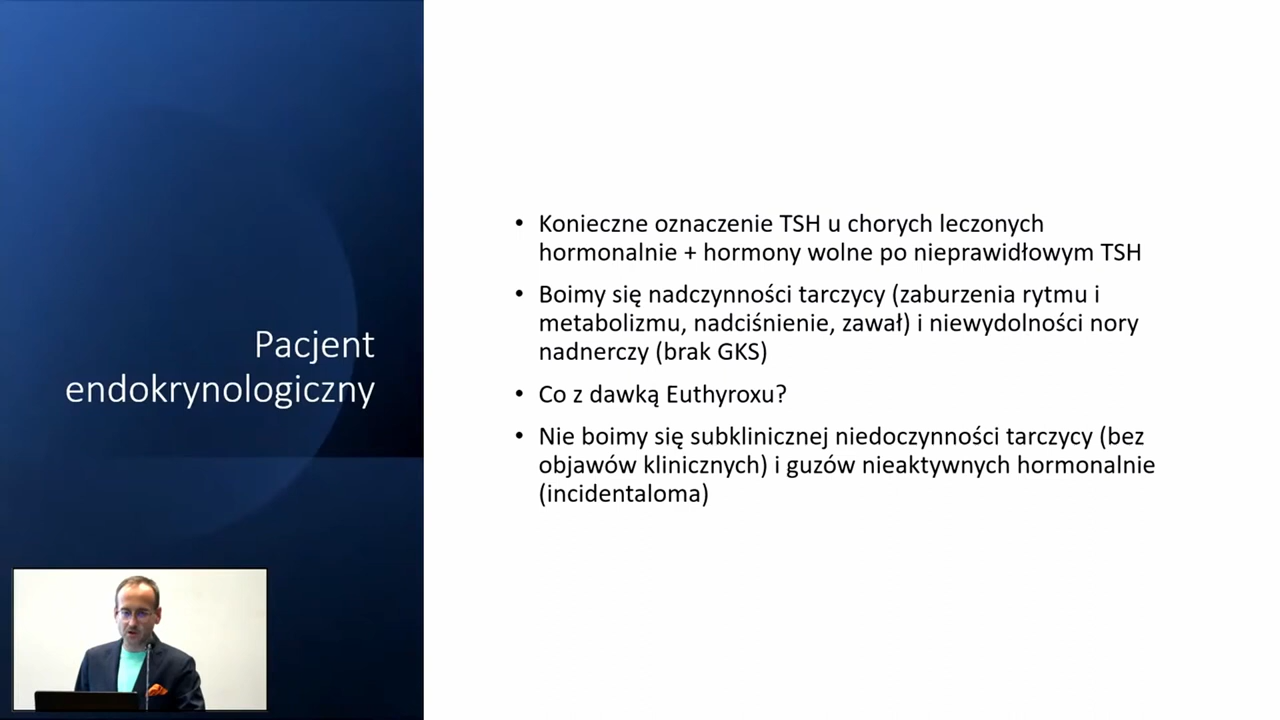 Pacjent
endokrynologiczny
• Konieczne oznaczenie TSH u chorych leczonych
hormonalnie + hormony wolne po nieprawidłowym TSH
• Boimy się nadczynności tarczycy (zaburzenia rytmu i
metabolizmu, nadciśnienie, zawał) i niewydolności nory
nadnerczy (brak GKS)
• Co z dawką Euthyroxu?
• Nie boimy się subklinicznej niedoczynności tarczycy (bez
objawów klinicznych) i guzów nieaktywnych hormonalnie
(incidentaloma)